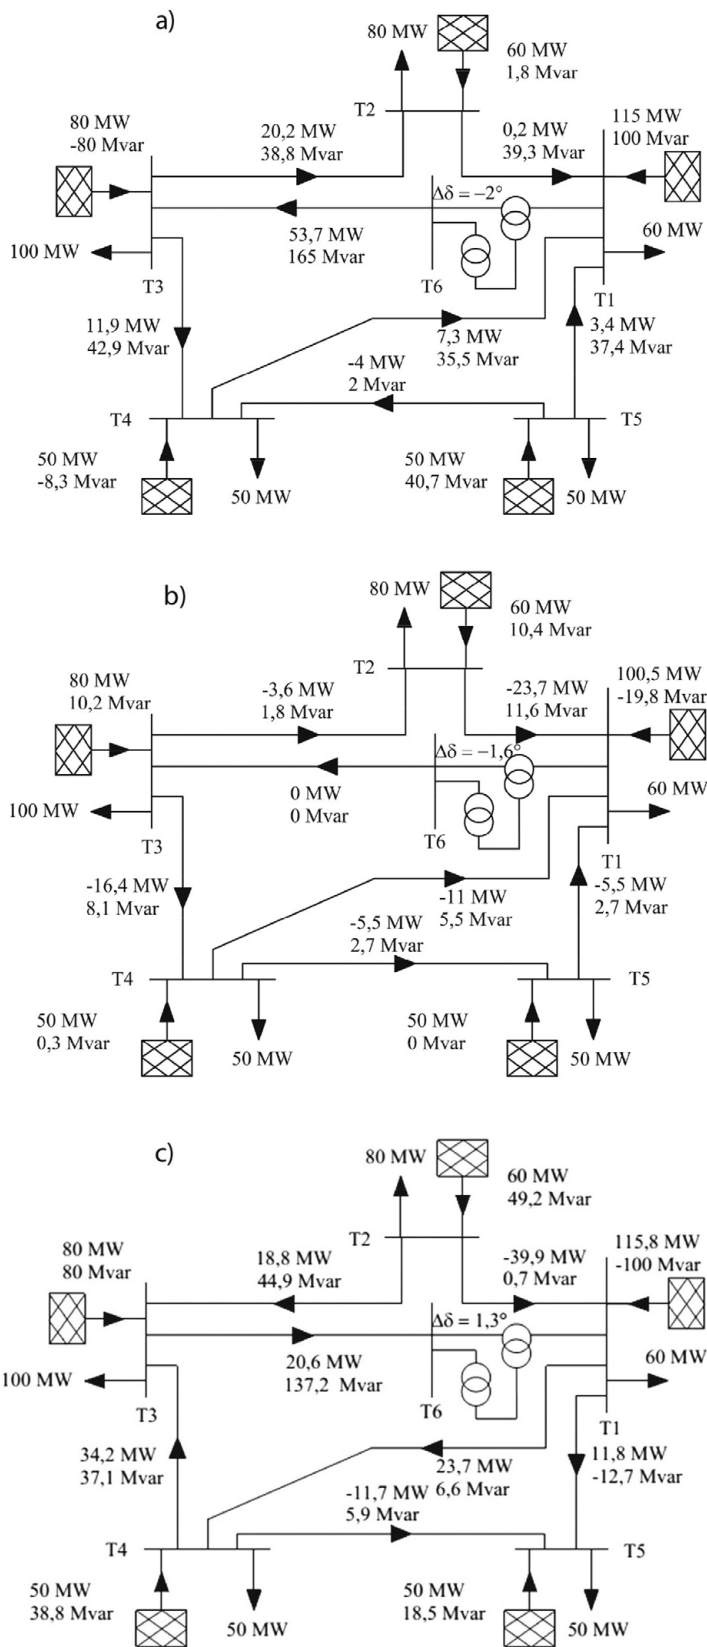 a)
80 MW
60 MW
1,8 Mvar
T2
80 MW
-80 Mvar
20,2 MW
38,8 Mvar
0,2 MW
39,3 Mvar
115 MW
100 Mvar
Δδ = −2°
53,7 MW
165 Mvar
100 MW
60 MW
T3
T6
T1
11,9 MW
42,9 Mvar
7,3 MW
35,5 Mvar
3,4 MW
37,4 Mvar
-4 MW
2 Mvar
T4
T5
50 MW
-8,3 Mvar
50 MW
40,7 Mvar
50 MW
50 MW
b)
80 MW
60 MW
10,4 Mvar
T2
80 MW
10,2 Mvar
-3,6 MW
1,8 Mvar
-23,7 MW
11,6 Mvar
100,5 MW
-19,8 Mvar
Δδ = −1,6°
0 MW
0 Mvar
100 MW
60 MW
T3
T6
T1
-16,4 MW
8,1 Mvar
-11 MW
5,5 Mvar
-5,5 MW
2,7 Mvar
-5,5 MW
2,7 Mvar
T4
T5
50 MW
0,3 Mvar
50 MW
0 Mvar
50 MW
50 MW
c)
80 MW
60 MW
49,2 Mvar
T2
80 MW
80 Mvar
18,8 MW
44,9 Mvar
-39,9 MW
0,7 Mvar
115,8 MW
-100 Mvar
Δδ = 1,3°
20,6 MW
137,2 Mvar
100 MW
60 MW
T3
T6
T1
34,2 MW
37,1 Mvar
23,7 MW
6,6 Mvar
11,8 MW
-12,7 Mvar
-11,7 MW
5,9 Mvar
T4
T5
50 MW
38,8 Mvar
50 MW
18,5 Mvar
50 MW
50 MW